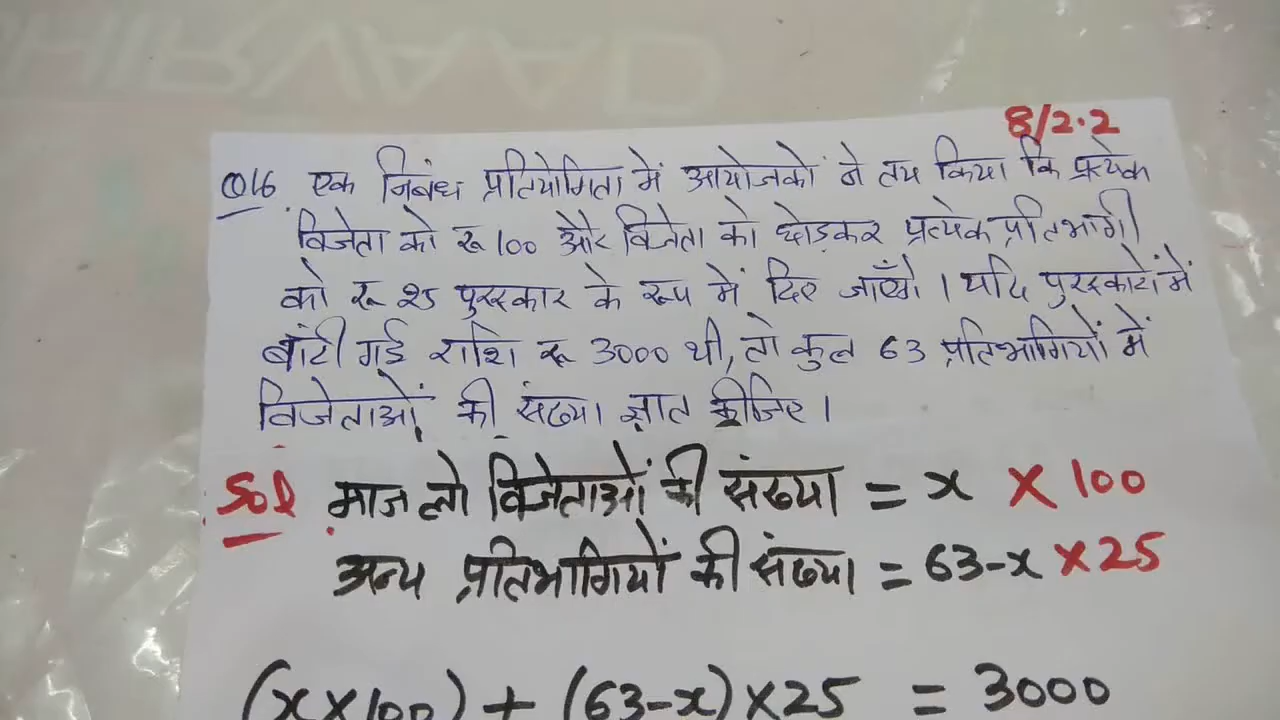 8/2.2
Q16. एक निबंध प्रतियोगिता में आयोजकों ने तय किया कि प्रत्येक
विजेता को रू 100 और विजेता को छोड़कर प्रत्येक प्रतिभागी
को रू 25 पुरस्कार के रूप में दिए जाएँगे । यदि पुरस्कारों में
बांटी गई राशि रू 3000 थी, तो कुल 63 प्रतिभागियों में
विजेताओं की संख्या ज्ञात कीजिए ।
Sol मान लो विजेताओं की संख्या = x × 100
अन्य प्रतिभागियों की संख्या = 63-x × 25
(x×100) + (63-x)×25 = 3000